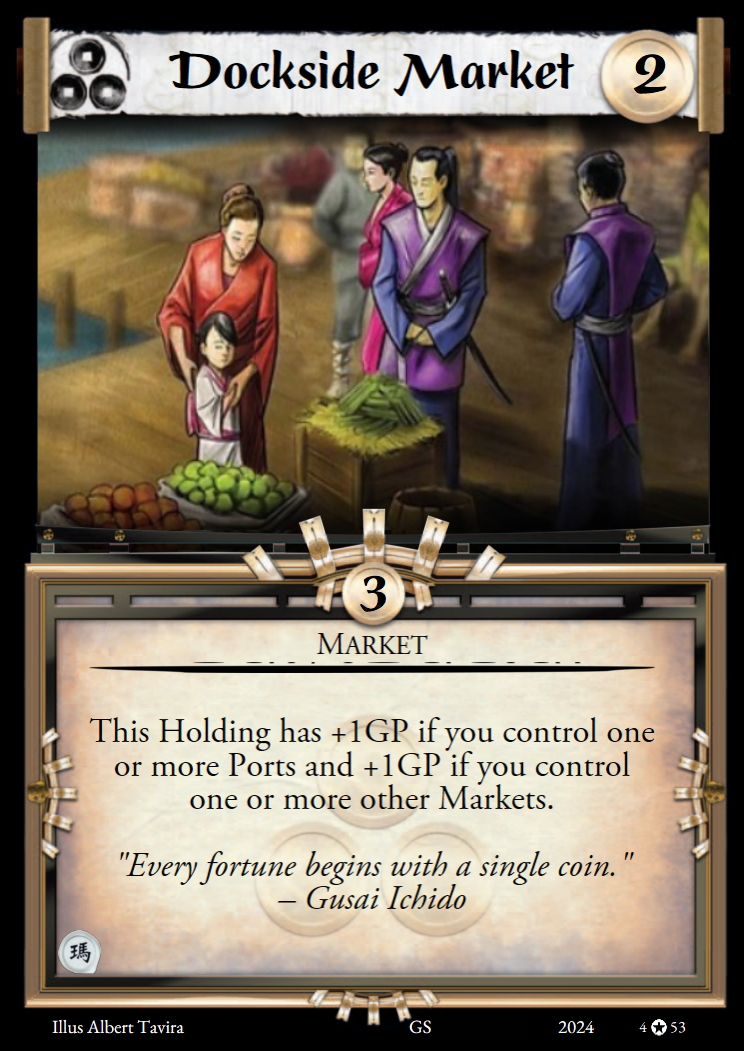 Dockside Market
2
3
Market
This Holding has +1GP if you control one
or more Ports and +1GP if you control
one or more other Markets.
"Every fortune begins with a single coin."
– Gusai Ichido
瑪
Illus Albert Tavira GS 2024 4 ✪ 53